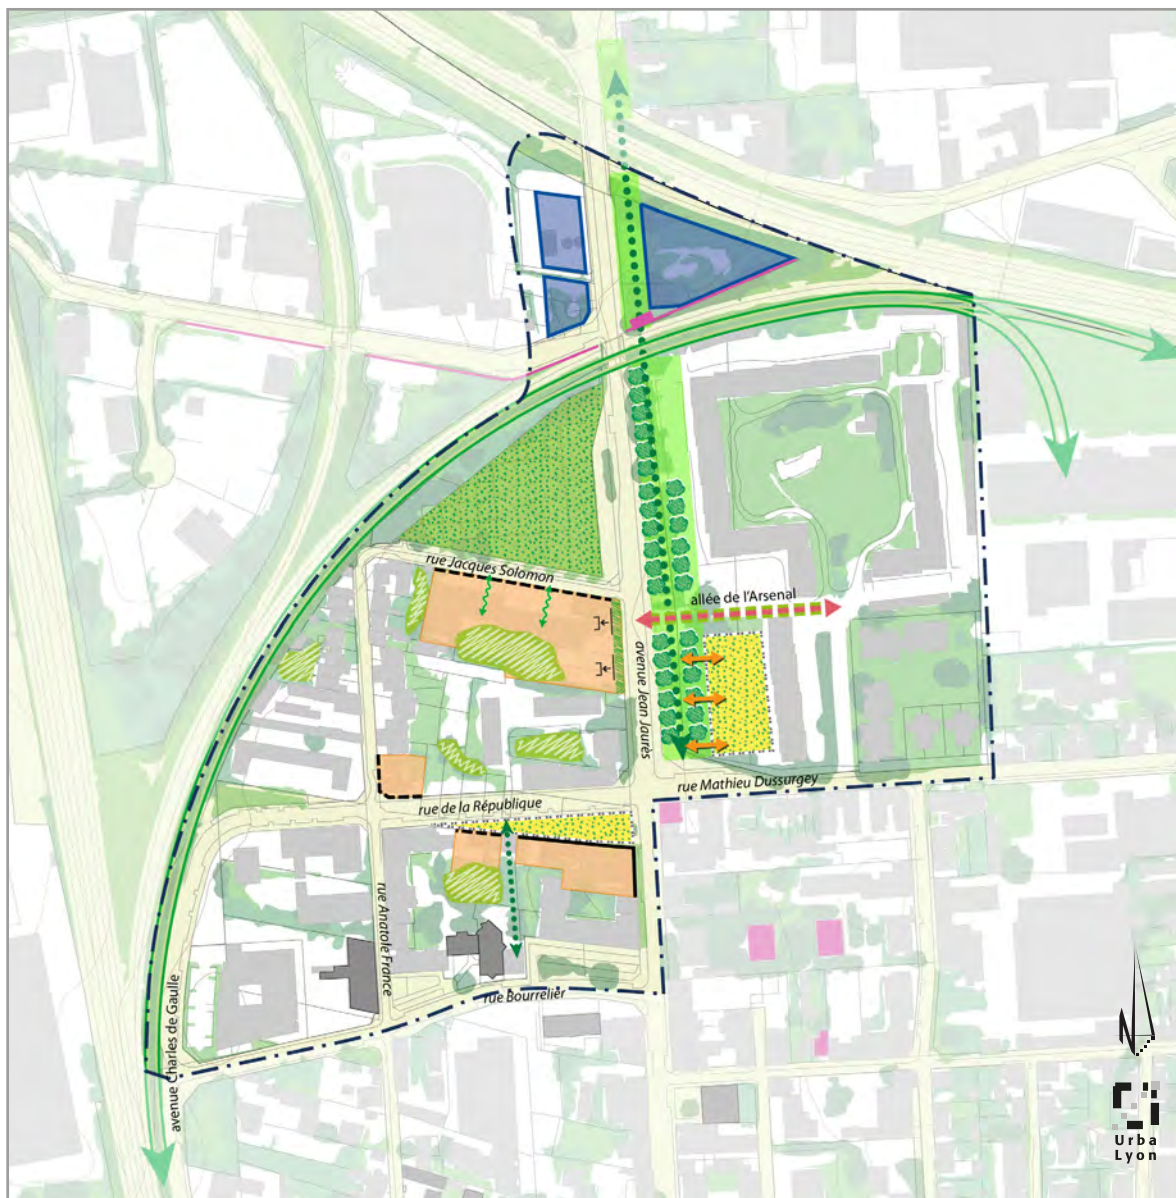 rue Jacques Solomon
allée de l'Arsenal
avenue Jean Jaurès
rue Mathieu Dussurgey
rue de la République
rue Anatole France
rue Bourrelier
avenue Charles de Gaulle
N
Urba
Lyon